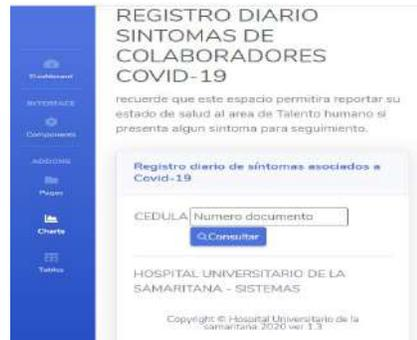 REGISTRO DIARIO
SINTOMAS DE
COLABORADORES
COVID-19
recuerde que este espacio permitira reportar su
estado de salud al area de Talento humano si
presenta algun sintoma para seguimiento.
Registro diario de síntomas asociados a
Covid-19
CEDULA Numero documento
Consultar
HOSPITAL UNIVERSITARIO DE LA
SAMARITANA - SISTEMAS
Copyright © Hospital Universitario de la
samaritana 2020 ver 1.3
Dashboard
INTERFACE
Components
ADDONS
Pages
Charts
Tables